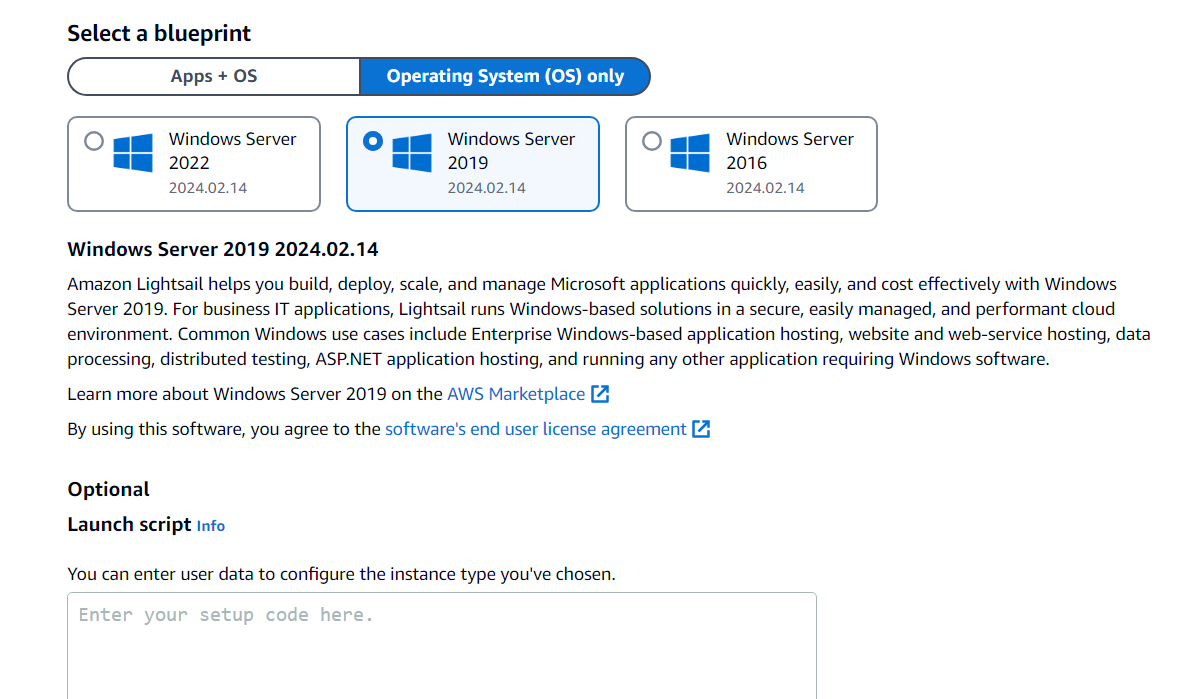 Select a blueprint
Apps + OS
Operating System (OS) only
Windows Server
2022
2024.02.14
Windows Server
2019
2024.02.14
Windows Server
2016
2024.02.14
Windows Server 2019 2024.02.14
Amazon Lightsail helps you build, deploy, scale, and manage Microsoft applications quickly, easily, and cost effectively with Windows
Server 2019. For business IT applications, Lightsail runs Windows-based solutions in a secure, easily managed, and performant cloud
environment. Common Windows use cases include Enterprise Windows-based application hosting, website and web-service hosting, data
processing, distributed testing, ASP.NET application hosting, and running any other application requiring Windows software.
Learn more about Windows Server 2019 on the AWS Marketplace
By using this software, you agree to the software's end user license agreement
Optional
Launch script Info
You can enter user data to configure the instance type you've chosen.
Enter your setup code here.